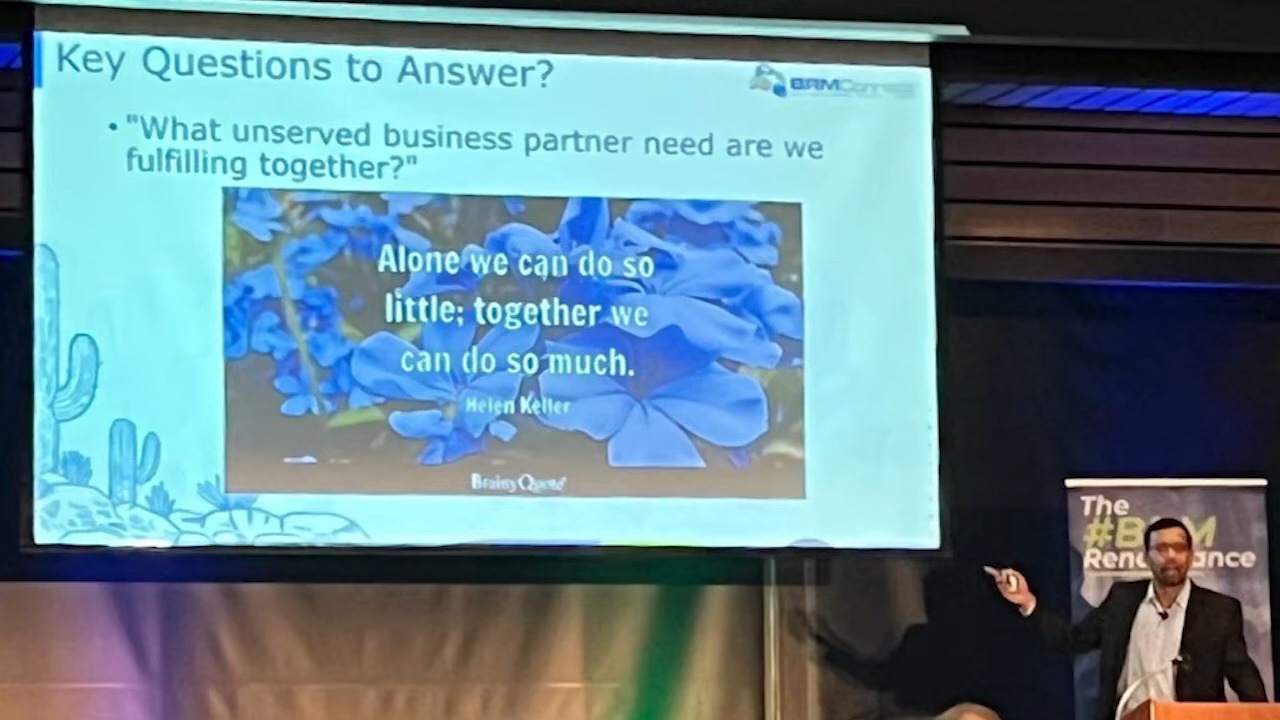 Key Questions to Answer?
BRMConnect
• "What unserved business partner need are we
fulfilling together?"
Alone we can do so
little; together we
can do so much.
Helen Keller
BrainyQuote
The